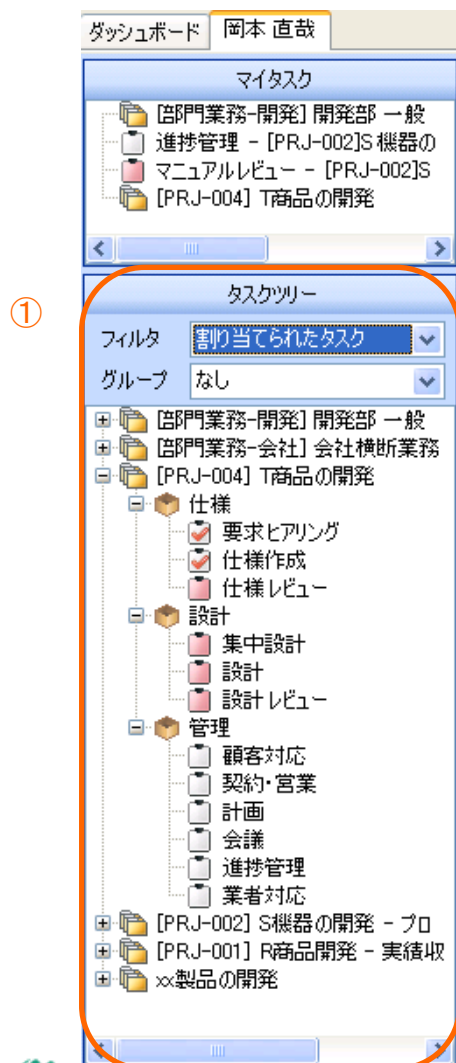 ダッシュボード 岡本 直哉
マイタスク
[部門業務-開発] 開発部 一般
進捗管理 - [PRJ-002]S機器の
マニュアルレビュー - [PRJ-002]S
[PRJ-004] T商品の開発
①
タスクツリー
フィルタ 割り当てられたタスク
グループ なし
[部門業務-開発] 開発部 一般
[部門業務-会社] 会社横断業務
[PRJ-004] T商品の開発
仕様
要求ヒアリング
仕様作成
仕様レビュー
設計
集中設計
設計
設計レビュー
管理
顧客対応
契約・営業
計画
会議
進捗管理
業者対応
[PRJ-002] S機器の開発 - プロ
[PRJ-001] R商品開発 - 実績収
xx製品の開発